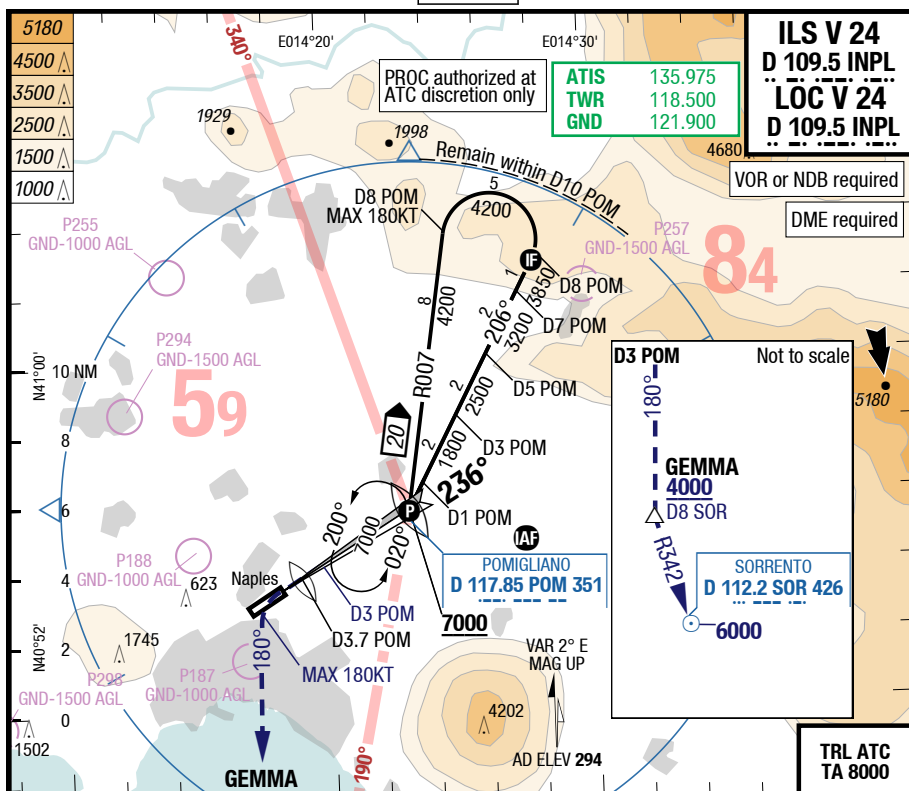 5180
4500
3500
2500
1500
1000
340°
E014°20'
E014°30'
PROC authorized at
ATC discretion only
ATIS 135.975
TWR 118.500
GND 121.900
ILS V 24
D 109.5 INPL
LOC V 24
D 109.5 INPL
4680
VOR or NDB required
DME required
1929
1998
Remain within D10 POM
5
4200
D8 POM
MAX 180KT
P257
GND-1500 AGL
84
P255
GND-1000 AGL
IF
D8 POM
1
3850
D7 POM
2
3200
206°
8
4200
R007
D5 POM
2
2500
D3 POM
2
1800
P294
GND-1500 AGL
59
N41°00'
10 NM
8
6
4
2
0
N40°52'
20
236°
P
D1 POM
IAF
POMIGLIANO
D 117.85 POM 351
7000
200°
7000
020°
P188
GND-1000 AGL
623
Naples
D3 POM
D3.7 POM
MAX 180KT
180°
1745
P187
GND-1000 AGL
P296
GND-1500 AGL
1502
GEMMA
190°
4202
VAR 2° E
MAG UP
AD ELEV 294
D3 POM
Not to scale
180°
GEMMA
4000
D8 SOR
R342
SORRENTO
D 112.2 SOR 426
6000
5180
TRL ATC
TA 8000